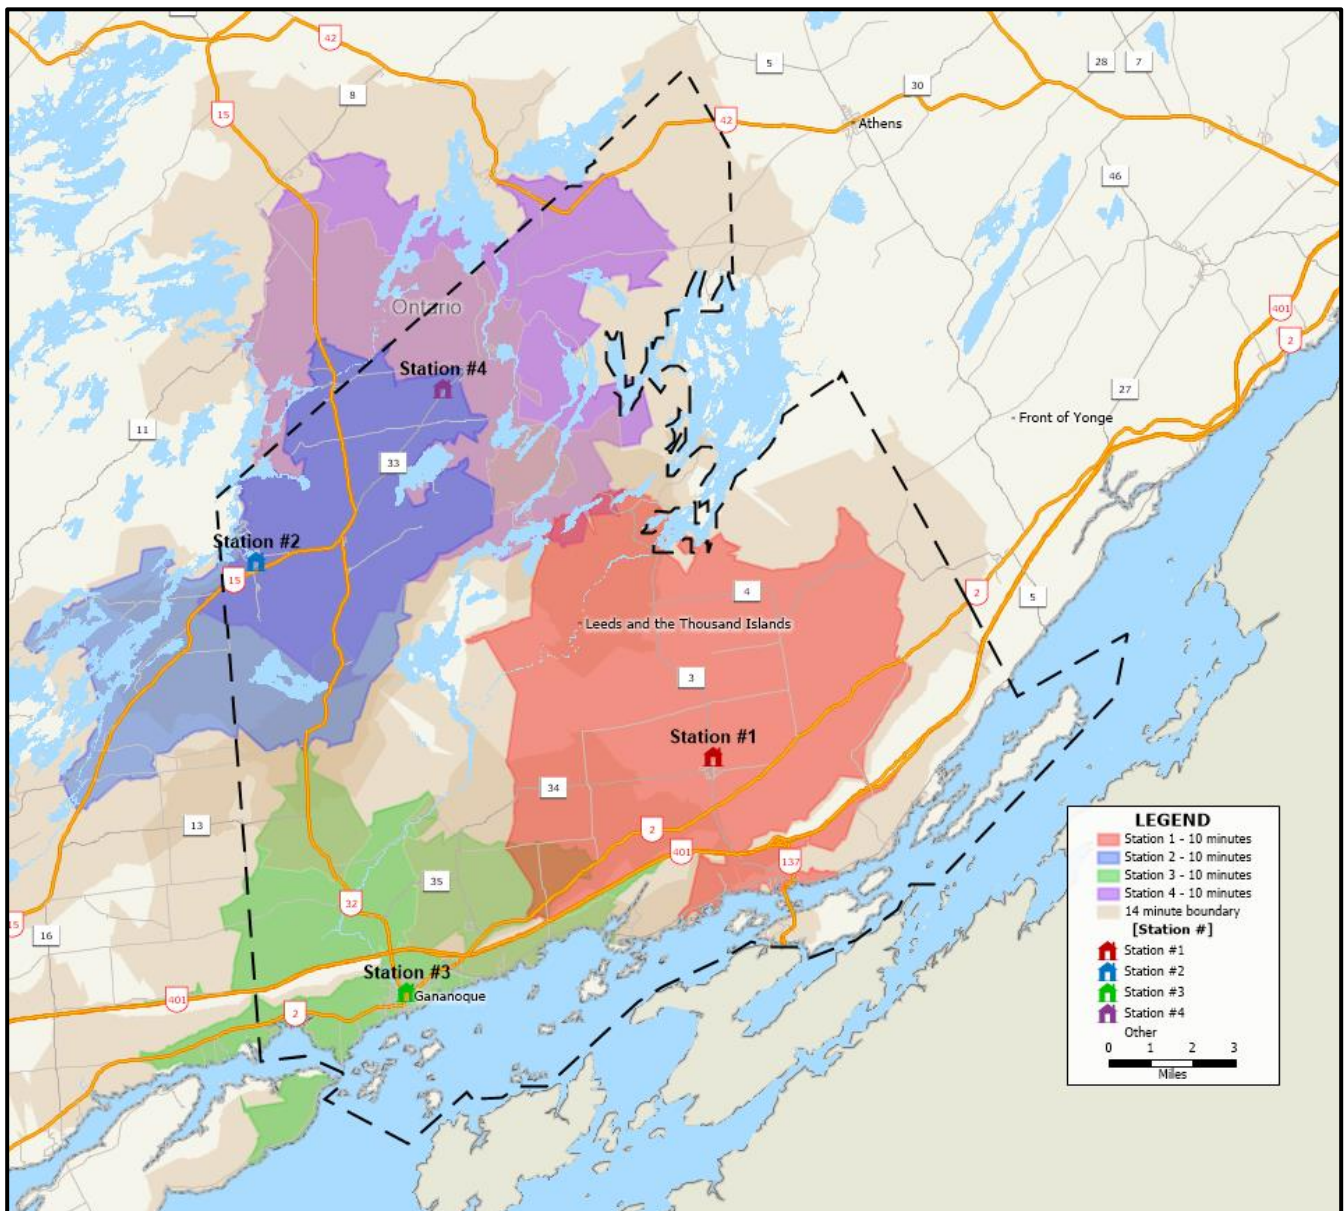 42
8
15
5
28
7
30
42
Athens
46
Ontario
401
2
Station #4
27
Front of Yonge
11
33
Station #2
15
4
2
5
Leeds and the Thousand Islands
3
Station #1
34
13
2
401
137
35
32
15
16
Station #3
Gananoque
401
2
LEGEND
Station 1 - 10 minutes
Station 2 - 10 minutes
Station 3 - 10 minutes
Station 4 - 10 minutes
14 minute boundary
[Station #]
Station #1
Station #2
Station #3
Station #4
Other
0 1 2 3
Miles